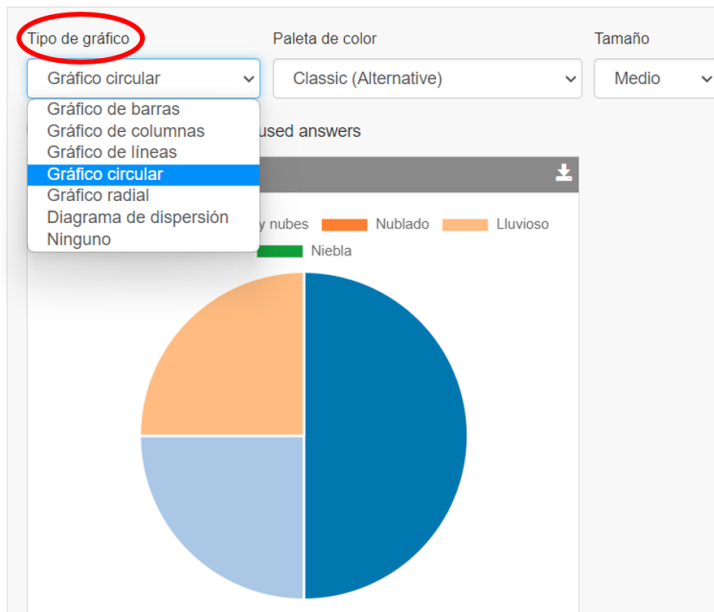 Tipo de gráfico Paleta de color Tamaño
Gráfico circular Classic (Alternative) Medio
Gráfico de barras
Gráfico de columnas used answers
Gráfico de líneas
Gráfico circular
Gráfico radial
Diagrama de dispersión y nubes Nublado Lluvioso
Ninguno
Niebla